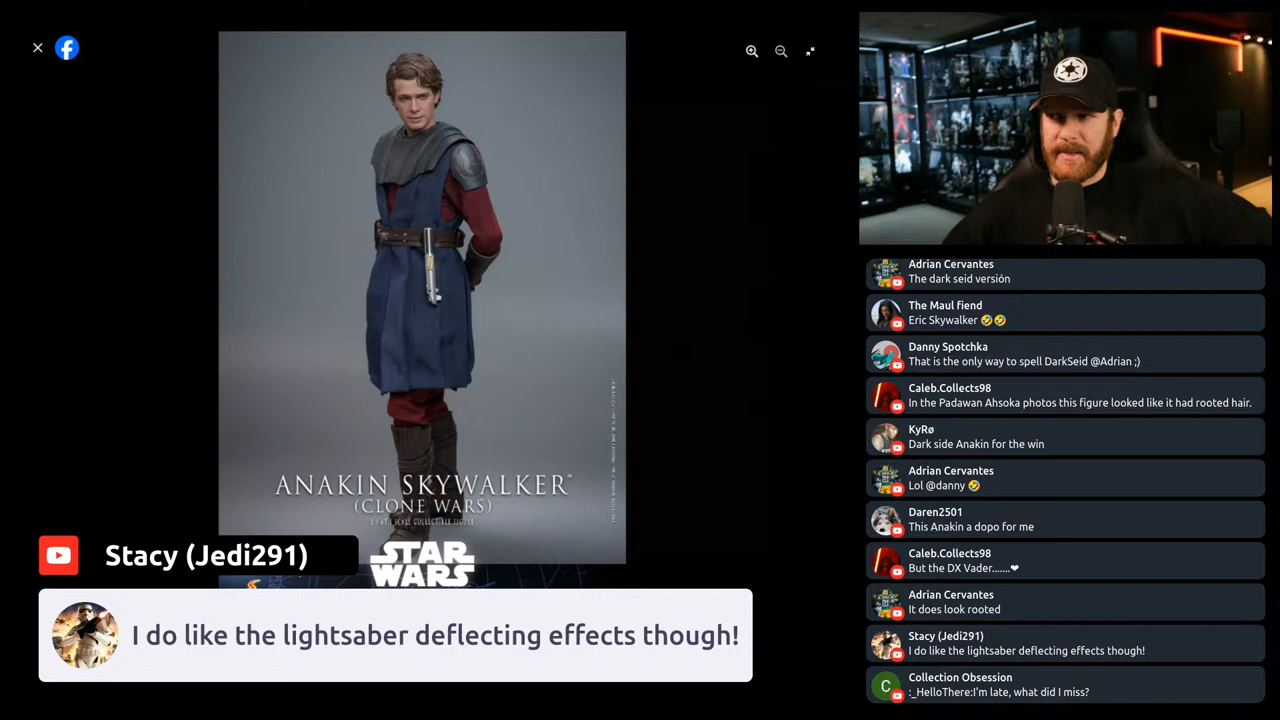 ANAKIN SKYWALKER™
(CLONE WARS)
1/6TH SCALE COLLECTIBLE FIGURE
STAR
WARS
Stacy (Jedi291)
I do like the lightsaber deflecting effects though!
Adrian Cervantes
The dark seid versión
The Maul fiend
Eric Skywalker 🤣🤣
Danny Spotchka
That is the only way to spell DarkSeid @Adrian ;)
Caleb.Collects98
In the Padawan Ahsoka photos this figure looked like it had rooted hair.
KyRø
Dark side Anakin for the win
Adrian Cervantes
Lol @danny 🤣
Daren2501
This Anakin a dopo for me
Caleb.Collects98
But the DX Vader.......❤
Adrian Cervantes
It does look rooted
Stacy (Jedi291)
I do like the lightsaber deflecting effects though!
C
Collection Obsession
:_HelloThere:I'm late, what did I miss?